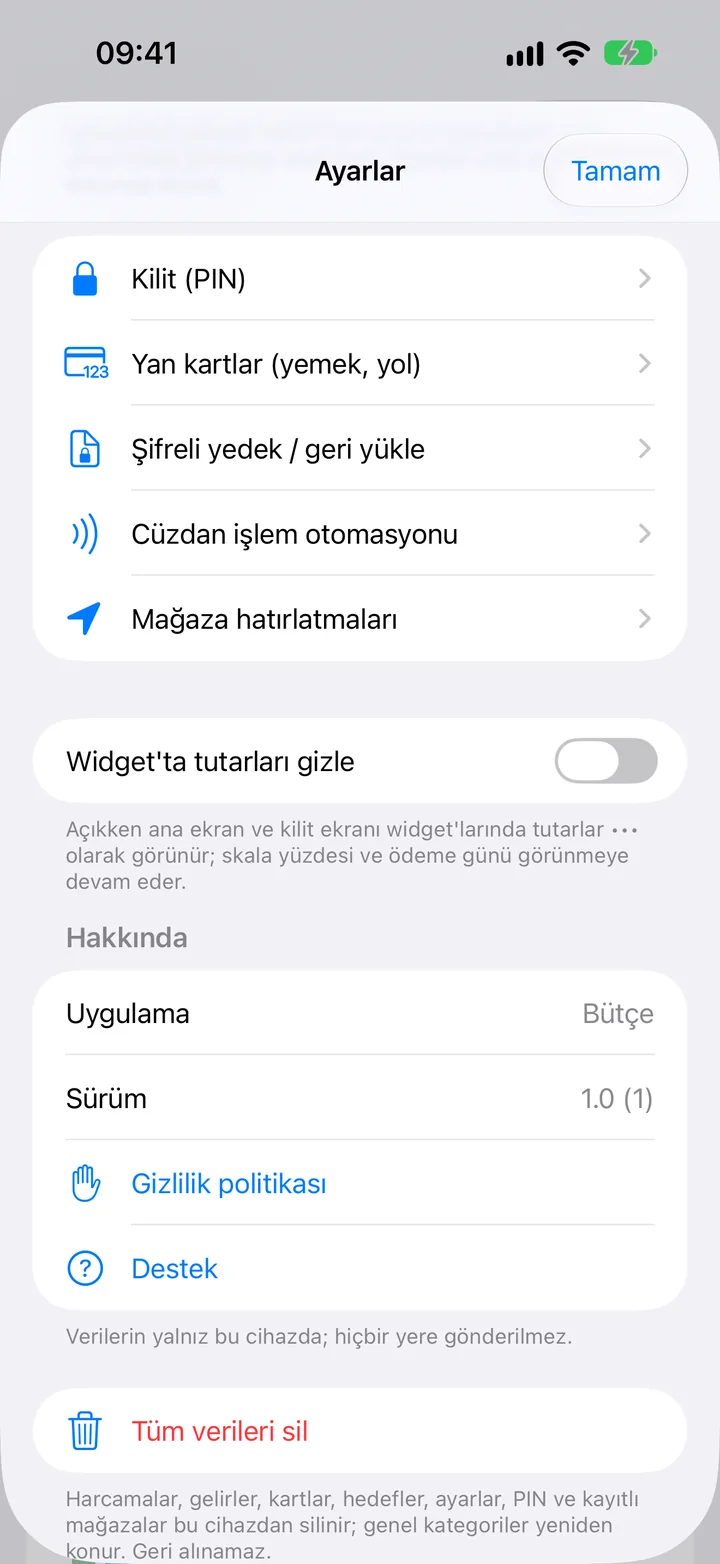 09:41
Ayarlar
Tamam
Kilit (PIN)
123
Yan kartlar (yemek, yol)
Şifreli yedek / geri yükle
Cüzdan işlem otomasyonu
Mağaza hatırlatmaları
Widget'ta tutarları gizle
Açıkken ana ekran ve kilit ekranı widget'larında tutarlar •••
olarak görünür; skala yüzdesi ve ödeme günü görünmeye
devam eder.
Hakkında
Uygulama
Bütçe
Sürüm
1.0 (1)
Gizlilik politikası
?
Destek
Verilerin yalnız bu cihazda; hiçbir yere gönderilmez.
Tüm verileri sil
Harcamalar, gelirler, kartlar, hedefler, ayarlar, PIN ve kayıtlı
mağazalar bu cihazdan silinir; genel kategoriler yeniden
konur. Geri alınamaz.